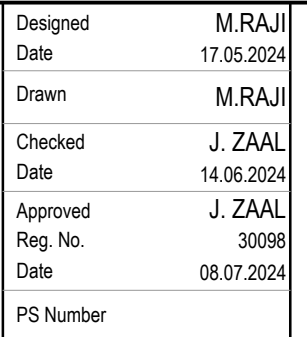 Designed M.RAJI
Date 17.05.2024
Drawn M.RAJI
Checked J. ZAAL
Date 14.06.2024
Approved J. ZAAL
Reg. No. 30098
Date 08.07.2024
PS Number